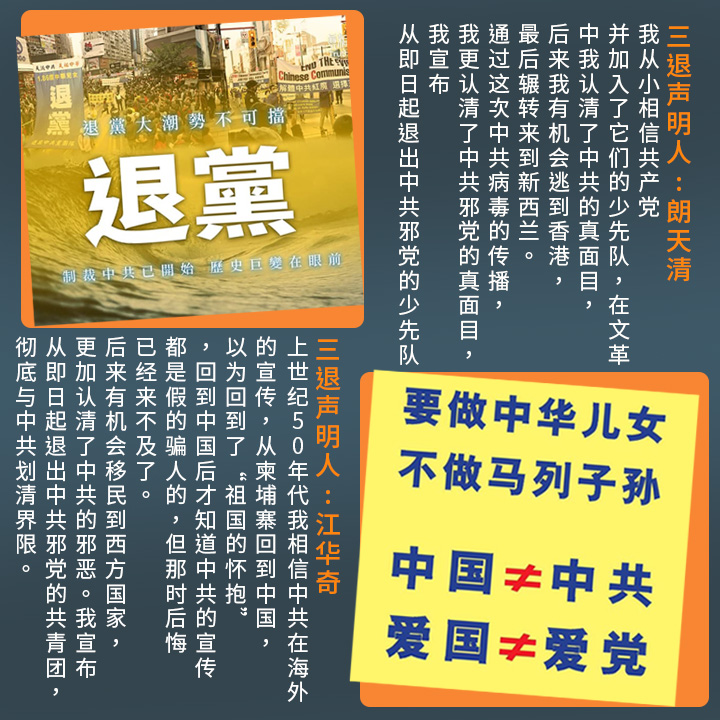 三退声明人:朗天清
我从小相信共产党
并加入了它们的少先队,在文革
中我认清了中共的真面目,
后来我有机会逃到香港,
最后辗转来到新西兰。
通过这次中共病毒的传播,
我更认清了中共邪党的真面目,
我宣布
从即日起退出中共邪党的少先队
退黨
END THE
Chinese Communist
解體中共紅魔 選擇
退黨大潮勢不可擋
退黨
制裁中共已開始 歷史巨變在眼前
三退声明人:江华奇
上世纪50年代我相信中共在海外
的宣传,从柬埔寨回到中国,
以为回到了“祖国的怀抱”
,回到中国后才知道中共的宣传
都是假的骗人的,但那时后悔
已经来不及了。
后来有机会移民到西方国家,
更加认清了中共的邪恶。我宣布
从即日起退出中共邪党的共青团,
彻底与中共划清界限。
要做中华儿女
不做马列子孙
中国≠中共
爱国≠爱党